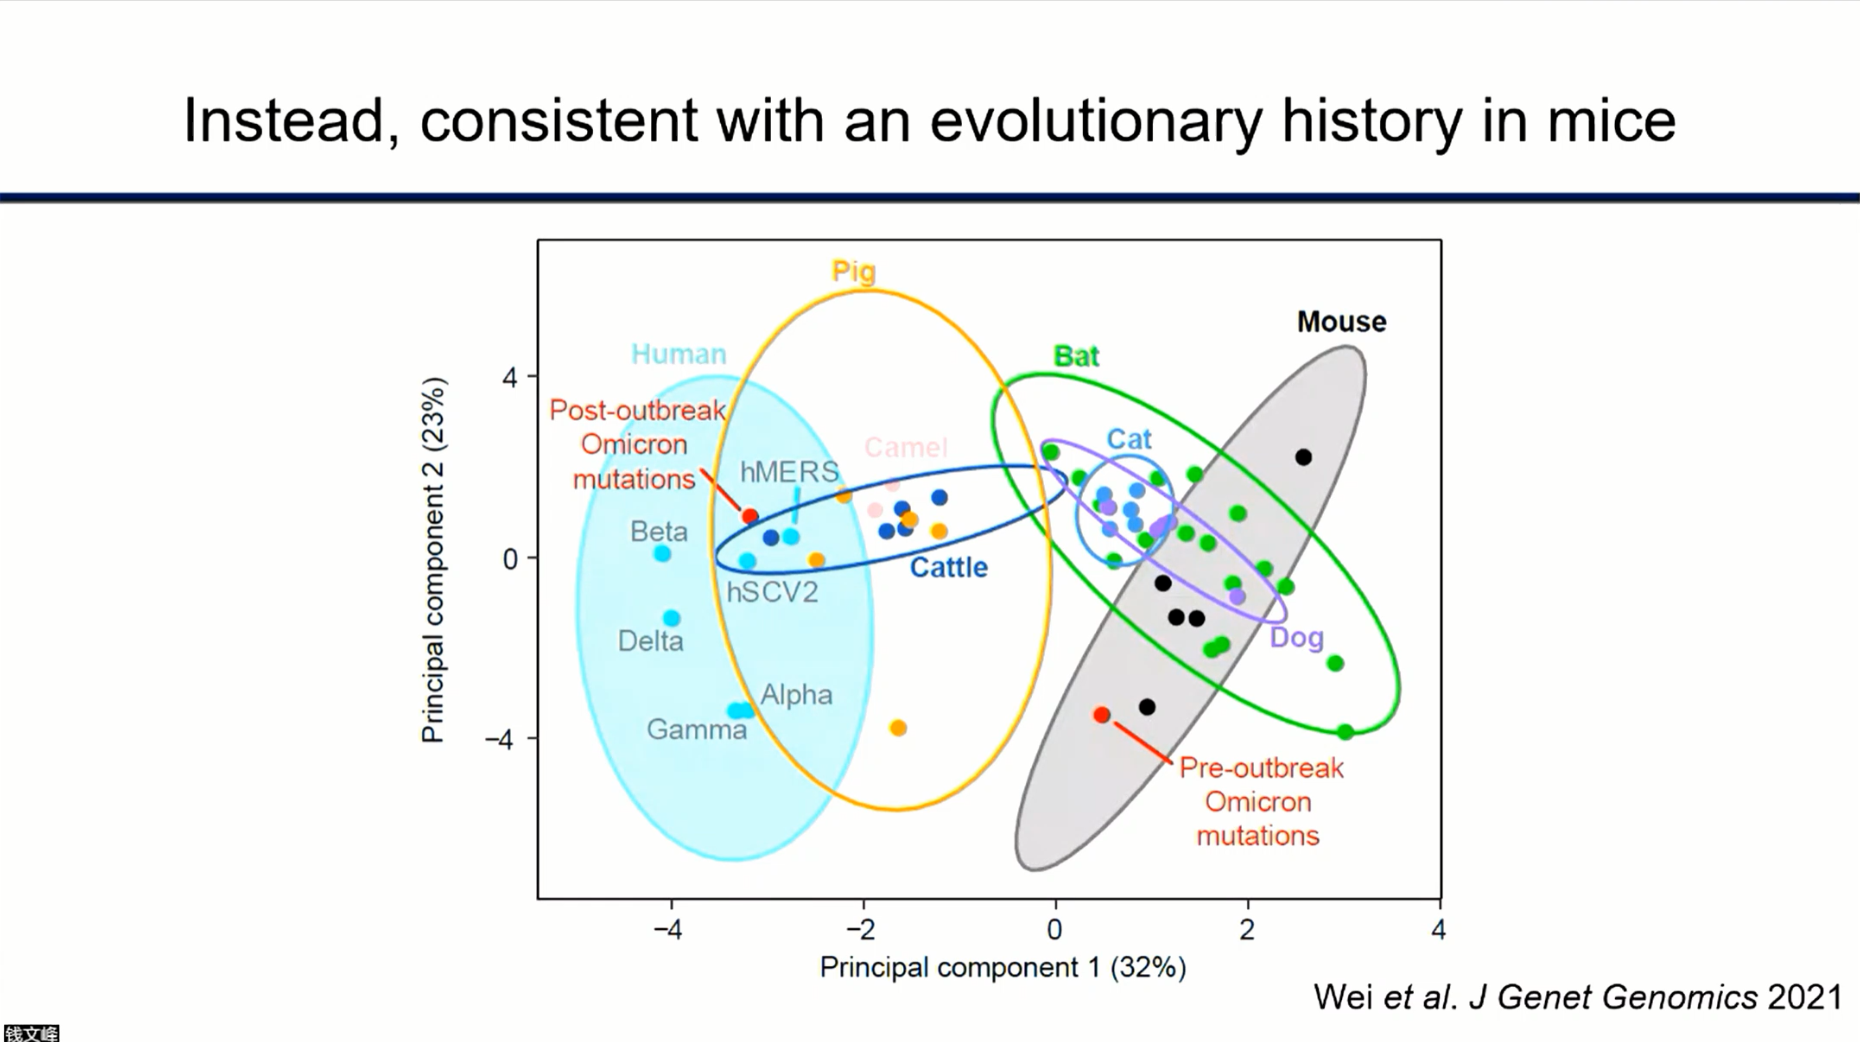 Instead, consistent with an evolutionary history in mice
Pig
Mouse
Human
Bat
4
Post-outbreak
Omicron
mutations
Camel
Cat
hMERS
Beta
0
Cattle
hSCV2
Delta
Dog
Alpha
Gamma
−4
Pre-outbreak
Omicron
mutations
Principal component 2 (23%)
−4
−2
0
2
4
Principal component 1 (32%)
Wei et al. J Genet Genomics 2021
钱文峰